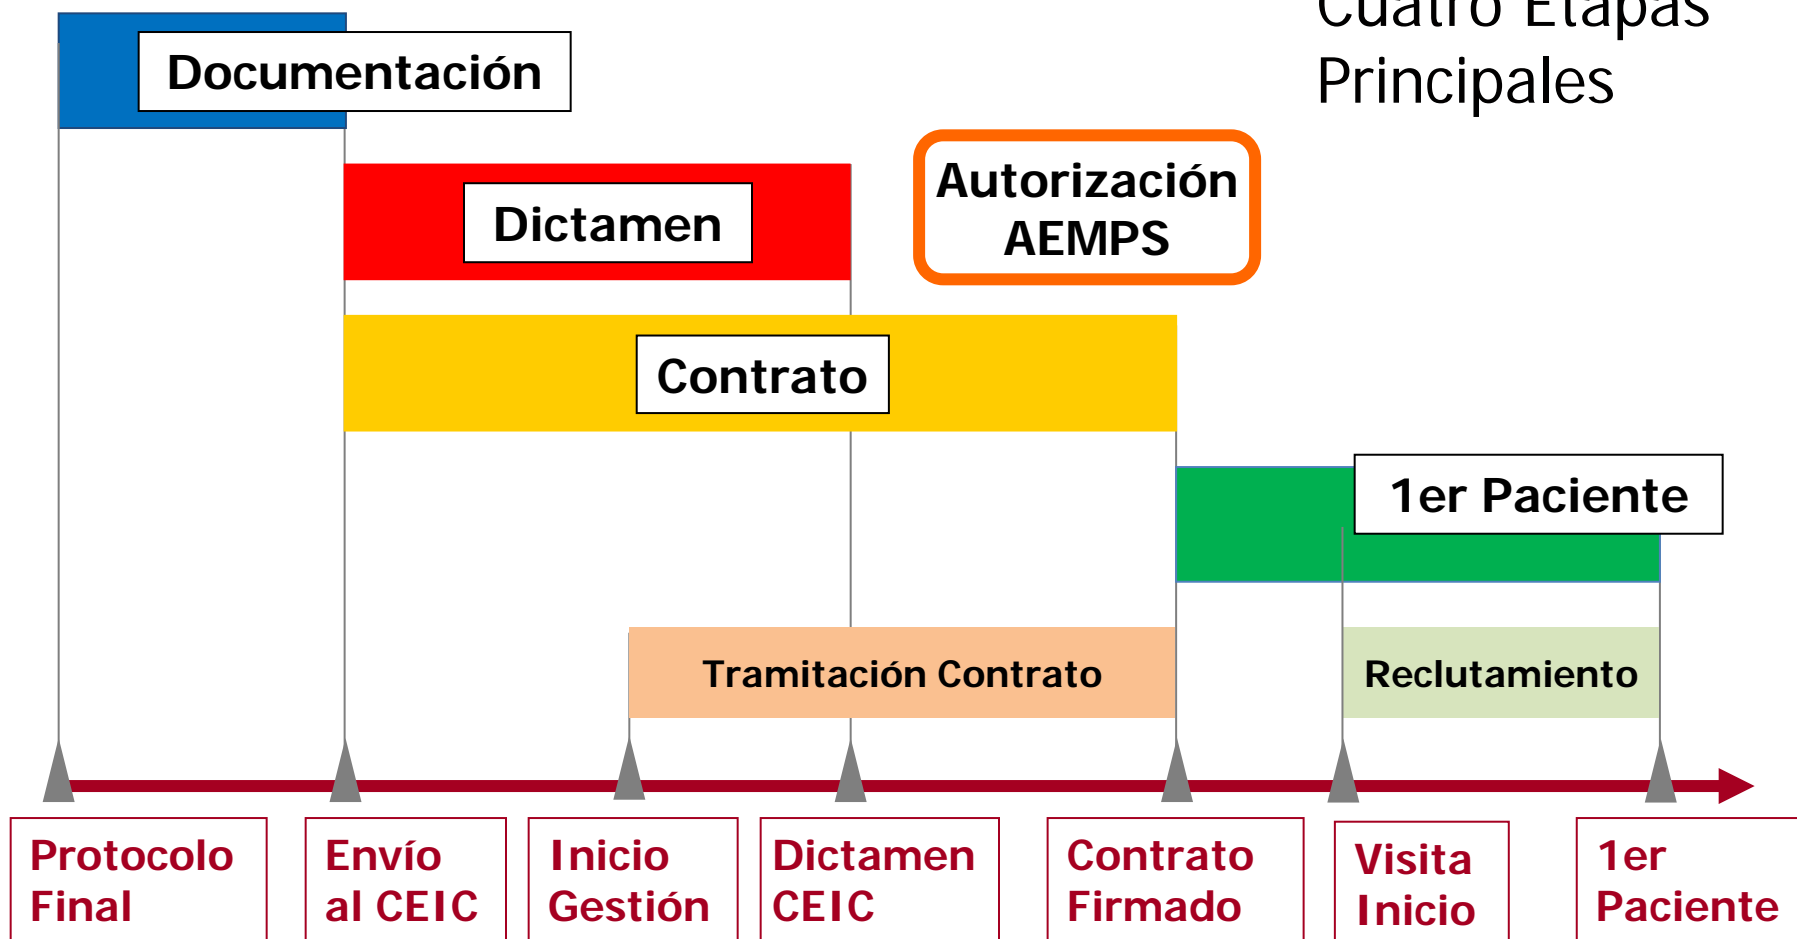 Cuatro Etapas
Principales
Documentación
Dictamen
Autorización
AEMPS
Contrato
1er Paciente
Tramitación Contrato
Reclutamiento
Protocolo
Final
Envío
al CEIC
Inicio
Gestión
Dictamen
CEIC
Contrato
Firmado
Visita
Inicio
1er
Paciente